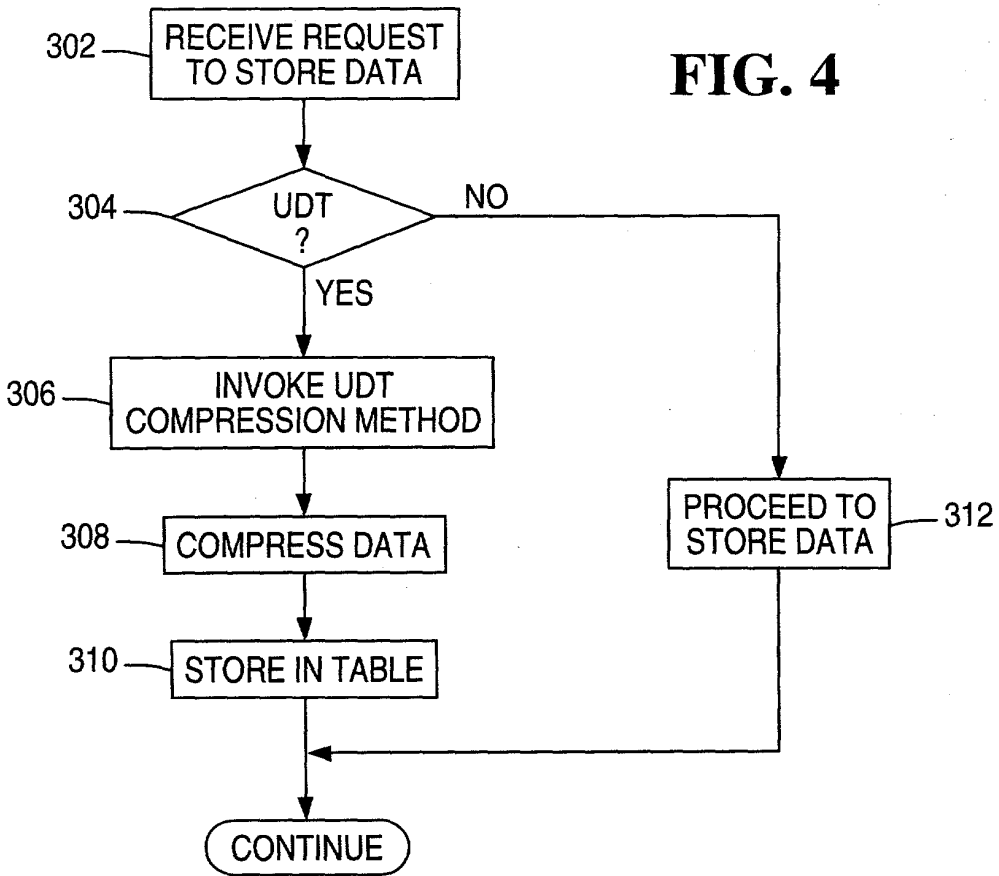 FIG. 4
302
RECEIVE REQUEST
TO STORE DATA
304
UDT
?
NO
YES
306
INVOKE UDT
COMPRESSION METHOD
308
COMPRESS DATA
310
STORE IN TABLE
PROCEED TO
STORE DATA
312
CONTINUE